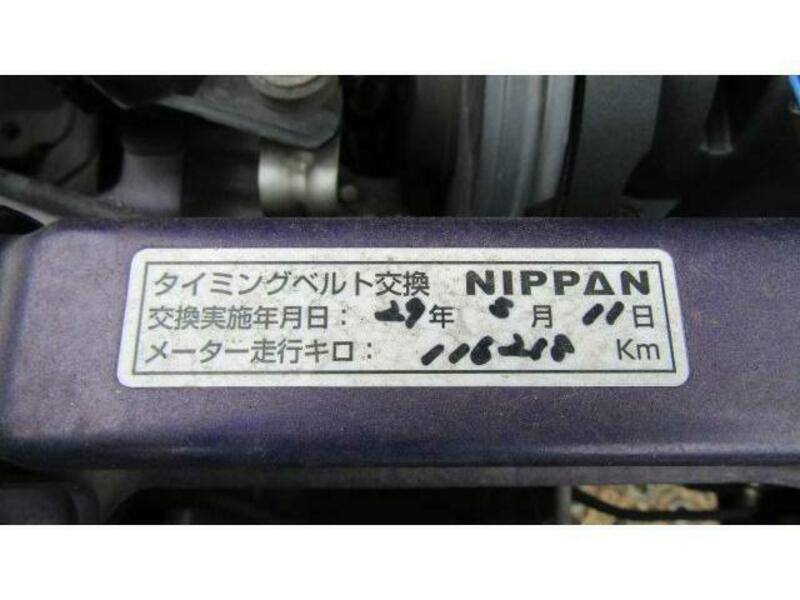 タイミングベルト交換 NIPPAN
交換実施年月日: 29年 5月 11日
メーター走行キロ: 116218 Km